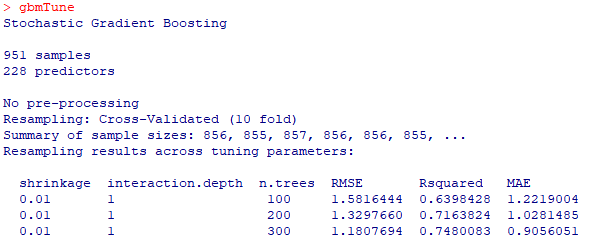 > gbmTune
Stochastic Gradient Boosting
951 samples
228 predictors
No pre-processing
Resampling: Cross-Validated (10 fold)
Summary of sample sizes: 856, 855, 857, 856, 856, 855, ...
Resampling results across tuning parameters:
shrinkage  interaction.depth  n.trees  RMSE       Rsquared   MAE
0.01       1                  100      1.5816444  0.6398428  1.2219004
0.01       1                  200      1.3297660  0.7163824  1.0281485
0.01       1                  300      1.1807694  0.7480083  0.9056051